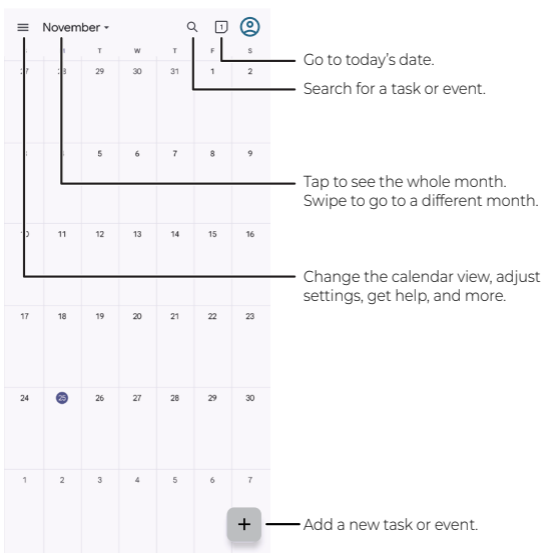 November
1
T W T F S
29 30 31 1 2
5 6 7 8 9
11 12 13 14 15 16
17 18 19 20 21 22 23
24 25 26 27 28 29 30
1 2 3 4 5 6 7
+
Go to today's date.
Search for a task or event.
Tap to see the whole month.
Swipe to go to a different month.
Change the calendar view, adjust
settings, get help, and more.
Add a new task or event.